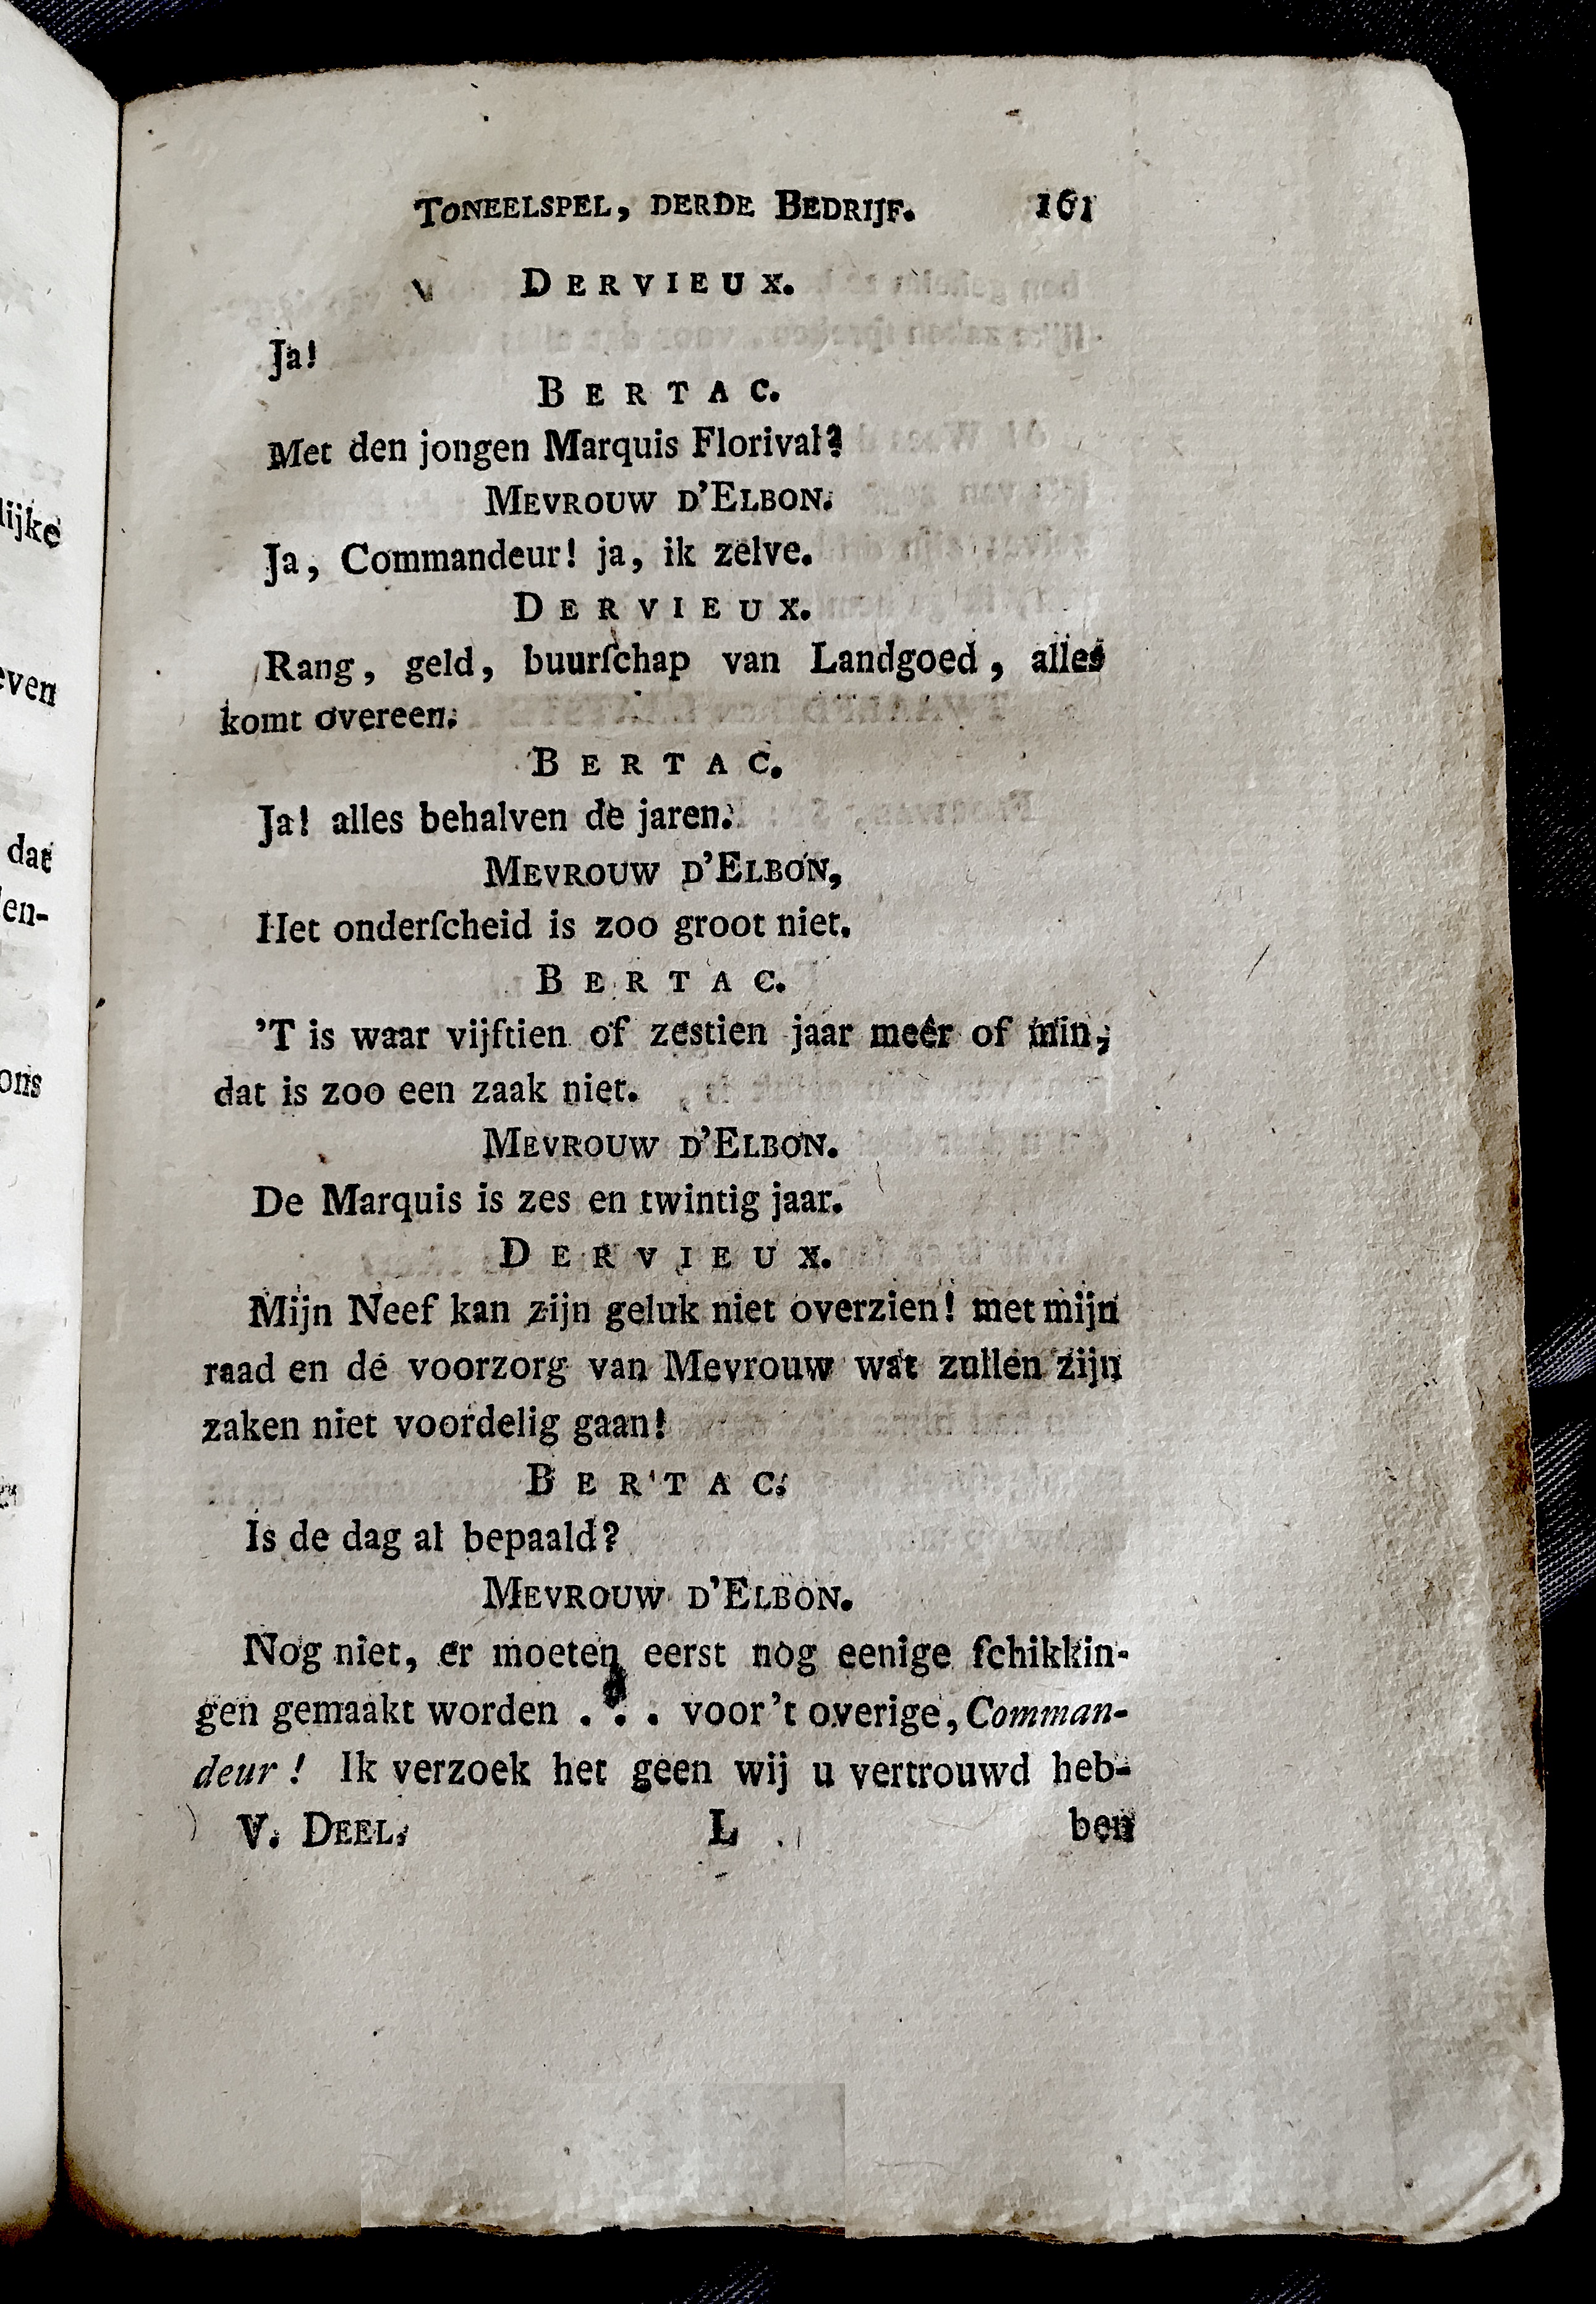 lijke
even
dat
en-
ons
TONEELSPEL, DERDE BEDRIJF. 161
DERVIEUX.
Ja!
BERTAC.
Met den jongen Marquis Florival?
MEVROUW D'ELBON.
Ja, Commandeur! ja, ik zelve.
DERVIEUX.
Rang, geld, buurſchap van Landgoed, alles
komt overeen.
BERTAC.
Ja! alles behalven de jaren.
MEVROUW D'ELBON,
Het onderſcheid is zoo groot niet.
BERTAC.
'T is waar vijftien of zestien jaar meer of min;
dat is zoo een zaak niet.
MEVROUW D'ELBON.
De Marquis is zes en twintig jaar.
DERVIEUX.
Mijn Neef kan zijn geluk niet overzien! met mijn
raad en de voorzorg van Mevrouw wat zullen zijn
zaken niet voordelig gaan!
BERTAC.
Is de dag al bepaald?
MEVROUW D'ELBON.
Nog niet, er moeten eerst nog eenige ſchikkin-
gen gemaakt worden . . . voor 't overige, Comman-
deur! Ik verzoek het geen wij u vertrouwd heb-
V. DEEL. L ben